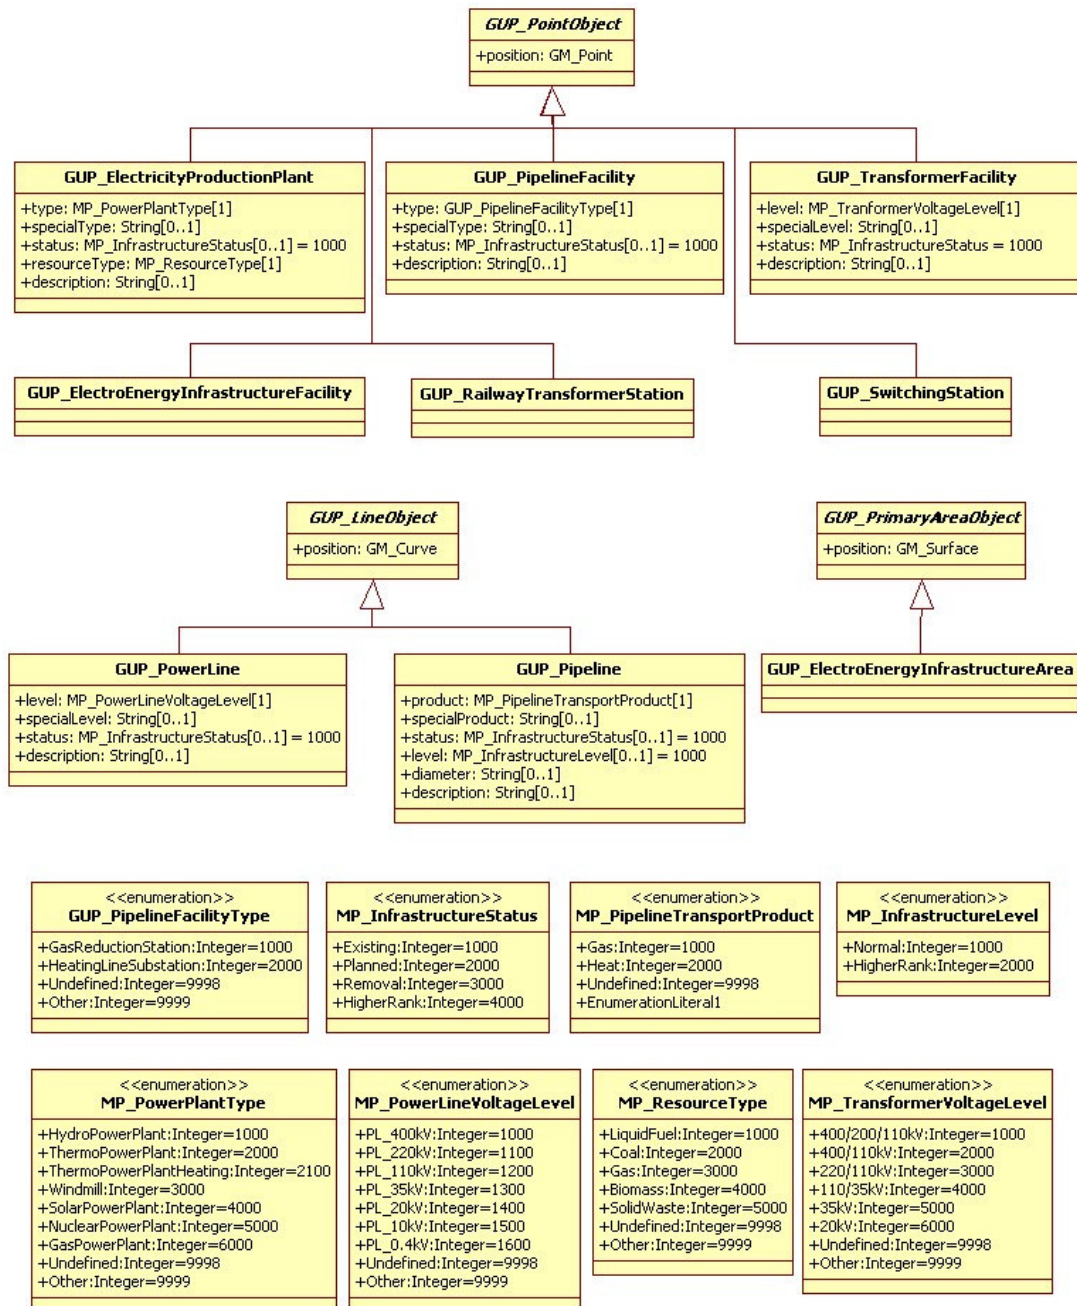 GUP_PointObject
+position: GM_Point
GUP_ElectricityProductionPlant
+type: MP_PowerPlantType[1]
+specialType: String[0..1]
+status: MP_InfrastructureStatus[0..1] = 1000
+resourceType: MP_ResourceType[1]
+description: String[0..1]
GUP_PipelineFacility
+type: GUP_PipelineFacilityType[1]
+specialType: String[0..1]
+status: MP_InfrastructureStatus[0..1] = 1000
+description: String[0..1]
GUP_TransformerFacility
+level: MP_TranformerVoltageLevel[1]
+specialLevel: String[0..1]
+status: MP_InfrastructureStatus = 1000
+description: String[0..1]
GUP_ElectroEnergyInfrastructureFacility
GUP_RailwayTransformerStation
GUP_SwitchingStation
GUP_LineObject
+position: GM_Curve
GUP_PrimaryAreaObject
+position: GM_Surface
GUP_PowerLine
+level: MP_PowerLineVoltageLevel[1]
+specialLevel: String[0..1]
+status: MP_InfrastructureStatus[0..1] = 1000
+description: String[0..1]
GUP_Pipeline
+product: MP_PipelineTransportProduct[1]
+specialProduct: String[0..1]
+status: MP_InfrastructureStatus[0..1] = 1000
+level: MP_InfrastructureLevel[0..1] = 1000
+diameter: String[0..1]
+description: String[0..1]
GUP_ElectroEnergyInfrastructureArea
<<enumeration>>
GUP_PipelineFacilityType
+GasReductionStation:Integer=1000
+HeatingLineSubstation:Integer=2000
+Undefined:Integer=9998
+Other:Integer=9999
<<enumeration>>
MP_InfrastructureStatus
+Existing:Integer=1000
+Planned:Integer=2000
+Removal:Integer=3000
+HigherRank:Integer=4000
<<enumeration>>
MP_PipelineTransportProduct
+Gas:Integer=1000
+Heat:Integer=2000
+Undefined:Integer=9998
+EnumerationLiteral1
<<enumeration>>
MP_InfrastructureLevel
+Normal:Integer=1000
+HigherRank:Integer=2000
<<enumeration>>
MP_PowerPlantType
+HydroPowerPlant:Integer=1000
+ThermoPowerPlant:Integer=2000
+ThermoPowerPlantHeating:Integer=2100
+Windmill:Integer=3000
+SolarPowerPlant:Integer=4000
+NuclearPowerPlant:Integer=5000
+GasPowerPlant:Integer=6000
+Undefined:Integer=9998
+Other:Integer=9999
<<enumeration>>
MP_PowerLineVoltageLevel
+PL_400kV:Integer=1000
+PL_220kV:Integer=1100
+PL_110kV:Integer=1200
+PL_35kV:Integer=1300
+PL_20kV:Integer=1400
+PL_10kV:Integer=1500
+PL_0.4kV:Integer=1600
+Undefined:Integer=9998
+Other:Integer=9999
<<enumeration>>
MP_ResourceType
+LiquidFuel:Integer=1000
+Coal:Integer=2000
+Gas:Integer=3000
+Biomass:Integer=4000
+SolidWaste:Integer=5000
+Undefined:Integer=9998
+Other:Integer=9999
<<enumeration>>
MP_TransformerVoltageLevel
+400/200/110kV:Integer=1000
+400/110kV:Integer=2000
+220/110kV:Integer=3000
+110/35kV:Integer=4000
+35kV:Integer=5000
+20kV:Integer=6000
+Undefined:Integer=9998
+Other:Integer=9999